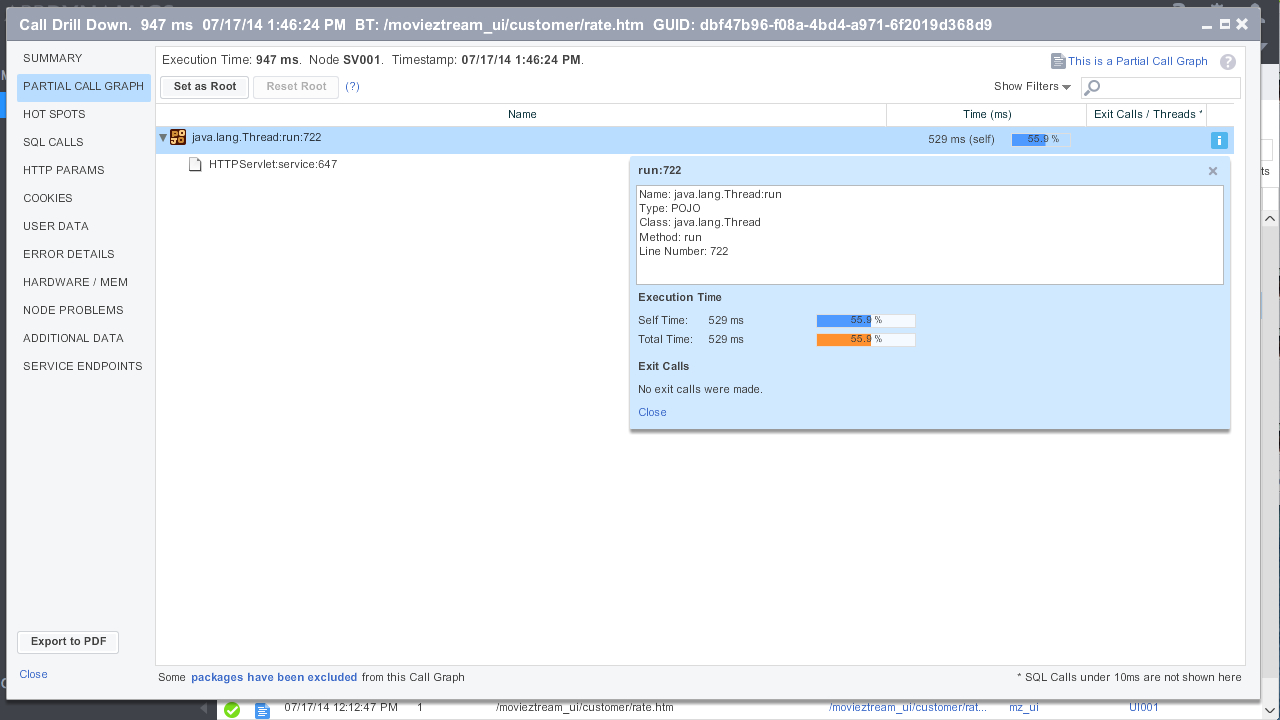 Call Drill Down.  947 ms  07/17/14 1:46:24 PM  BT: /movieztream_ui/customer/rate.htm  GUID: dbf47b96-f08a-4bd4-a971-6f2019d368d9
SUMMARY
PARTIAL CALL GRAPH
HOT SPOTS
SQL CALLS
HTTP PARAMS
COOKIES
USER DATA
ERROR DETAILS
HARDWARE / MEM
NODE PROBLEMS
ADDITIONAL DATA
SERVICE ENDPOINTS
Export to PDF
Close
Execution Time: 947 ms.  Node SV001.  Timestamp: 07/17/14 1:46:24 PM.
This is a Partial Call Graph ?
Set as Root Reset Root (?) Show Filters
Name Time (ms) Exit Calls / Threads *
java.lang.Thread:run:722 529 ms (self) 55.9 % i
HTTPServlet:service:647
run:722
Name: java.lang.Thread:run
Type: POJO
Class: java.lang.Thread
Method: run
Line Number: 722
Execution Time
Self Time: 529 ms 55.9 %
Total Time: 529 ms 55.9 %
Exit Calls
No exit calls were made.
Close
Some packages have been excluded from this Call Graph
* SQL Calls under 10ms are not shown here
07/17/14 12:12:47 PM 1 /movieztream_ui/customer/rate.htm /movieztream_ui/customer/rat... mz_ui UI001